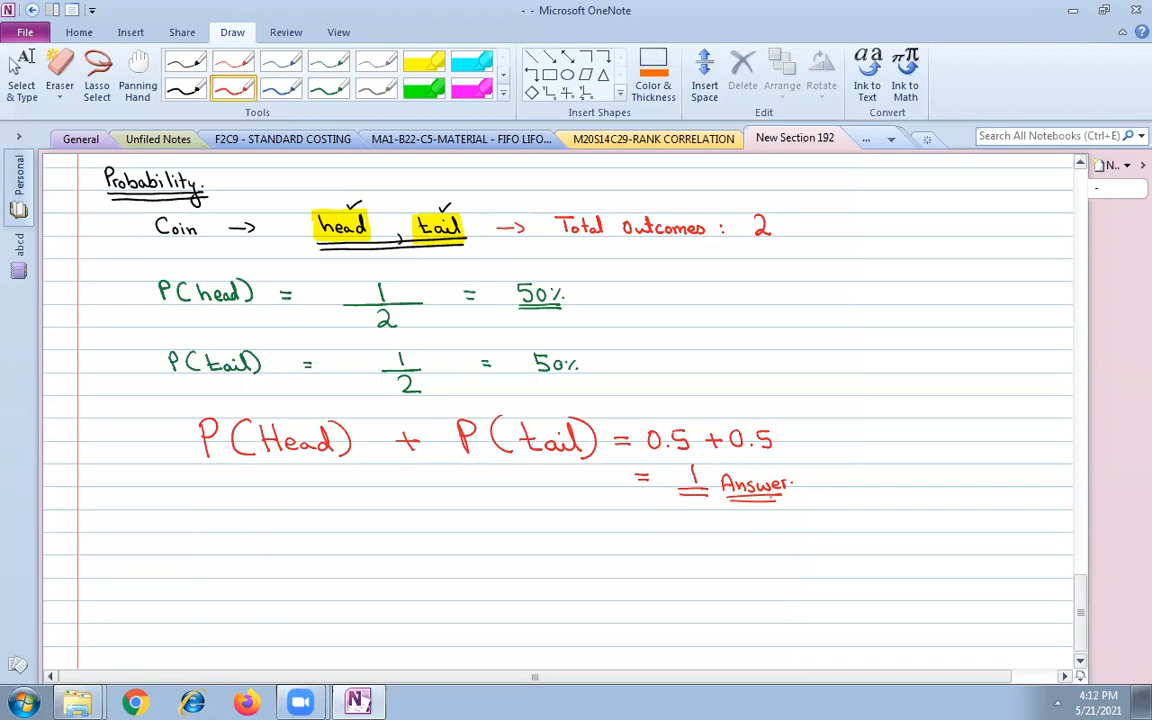 - - Microsoft OneNote
File Home Insert Share Draw Review View
Select & Type
Eraser
Lasso Select
Panning Hand
Color & Thickness
Insert Space
Delete
Arrange
Rotate
Ink to Text
Ink to Math
Tools
Insert Shapes
Edit
Convert
General
Unfiled Notes
F2C9 - STANDARD COSTING
MA1-B22-C5-MATERIAL - FIFO LIFO...
M20S14C29-RANK CORRELATION
New Section 192
...
Search All Notebooks (Ctrl+E)
Personal
abcd
N..
-
Probability.
Coin → head, tail → Total outcomes : 2
P(head) = 1/2 = 50%
P(tail) = 1/2 = 50%
P(Head) + P(tail) = 0.5 + 0.5
= 1 Answer.
4:12 PM
5/21/2021